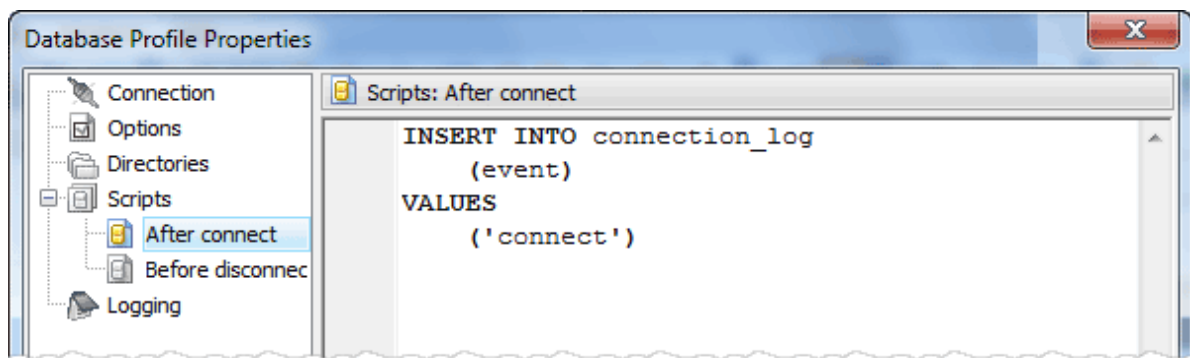 Database Profile Properties
Connection
Options
Directories
Scripts
After connect
Before disconnec
Logging
Scripts: After connect
INSERT INTO connection_log
(event)
VALUES
('connect')